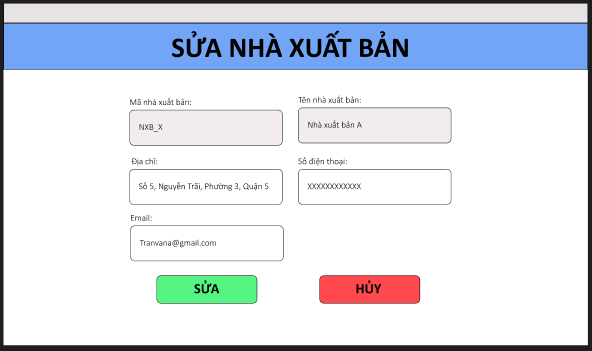 SỬA NHÀ XUẤT BẢN
Mã nhà xuất bản:
Tên nhà xuất bản:
NXB_X
Nhà xuất bản A
Địa chỉ:
Số điện thoại:
Số 5, Nguyễn Trãi, Phường 3, Quận 5
XXXXXXXXXXXX
Email:
Tranvana@gmail.com
SỬA
HỦY